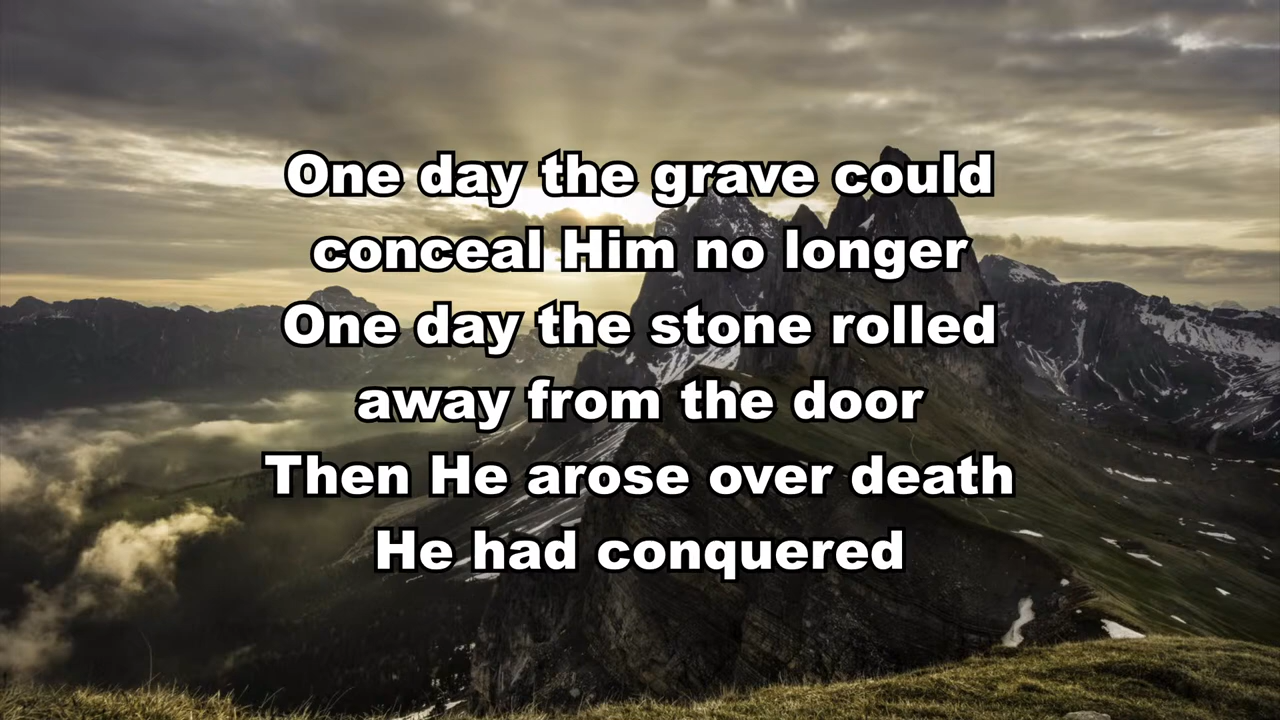 One day the grave could
conceal Him no longer
One day the stone rolled
away from the door
Then He arose over death
He had conquered